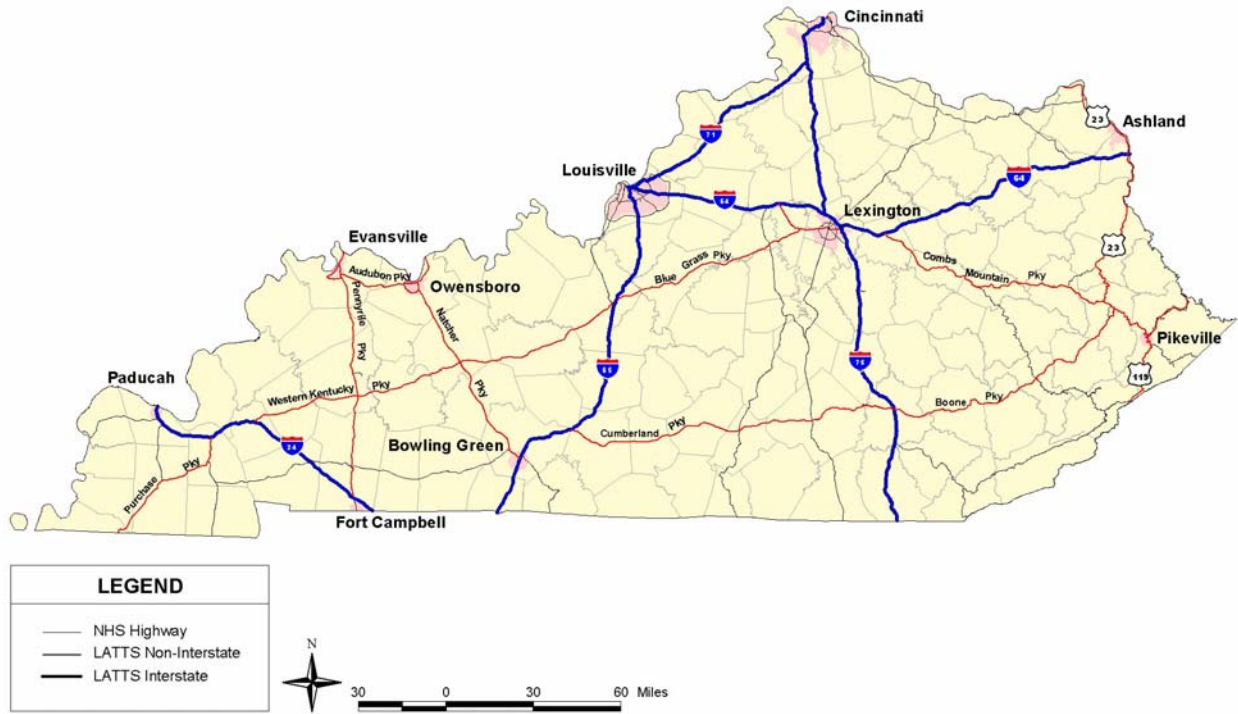 Cincinnati
23
Ashland
71
Louisville
64
64
Lexington
Evansville
23
Audubon Pky
Owensboro
Blue Grass Pky
Combs Mountain Pky
Pennyrile Pky
Natcher Pky
Pikeville
Paducah
65
75
119
Western Kentucky Pky
Boone Pky
Cumberland Pky
Bowling Green
24
Purchase Pky
Fort Campbell
LEGEND
NHS Highway
LATTS Non-Interstate
LATTS Interstate
N
30 0 30 60 Miles